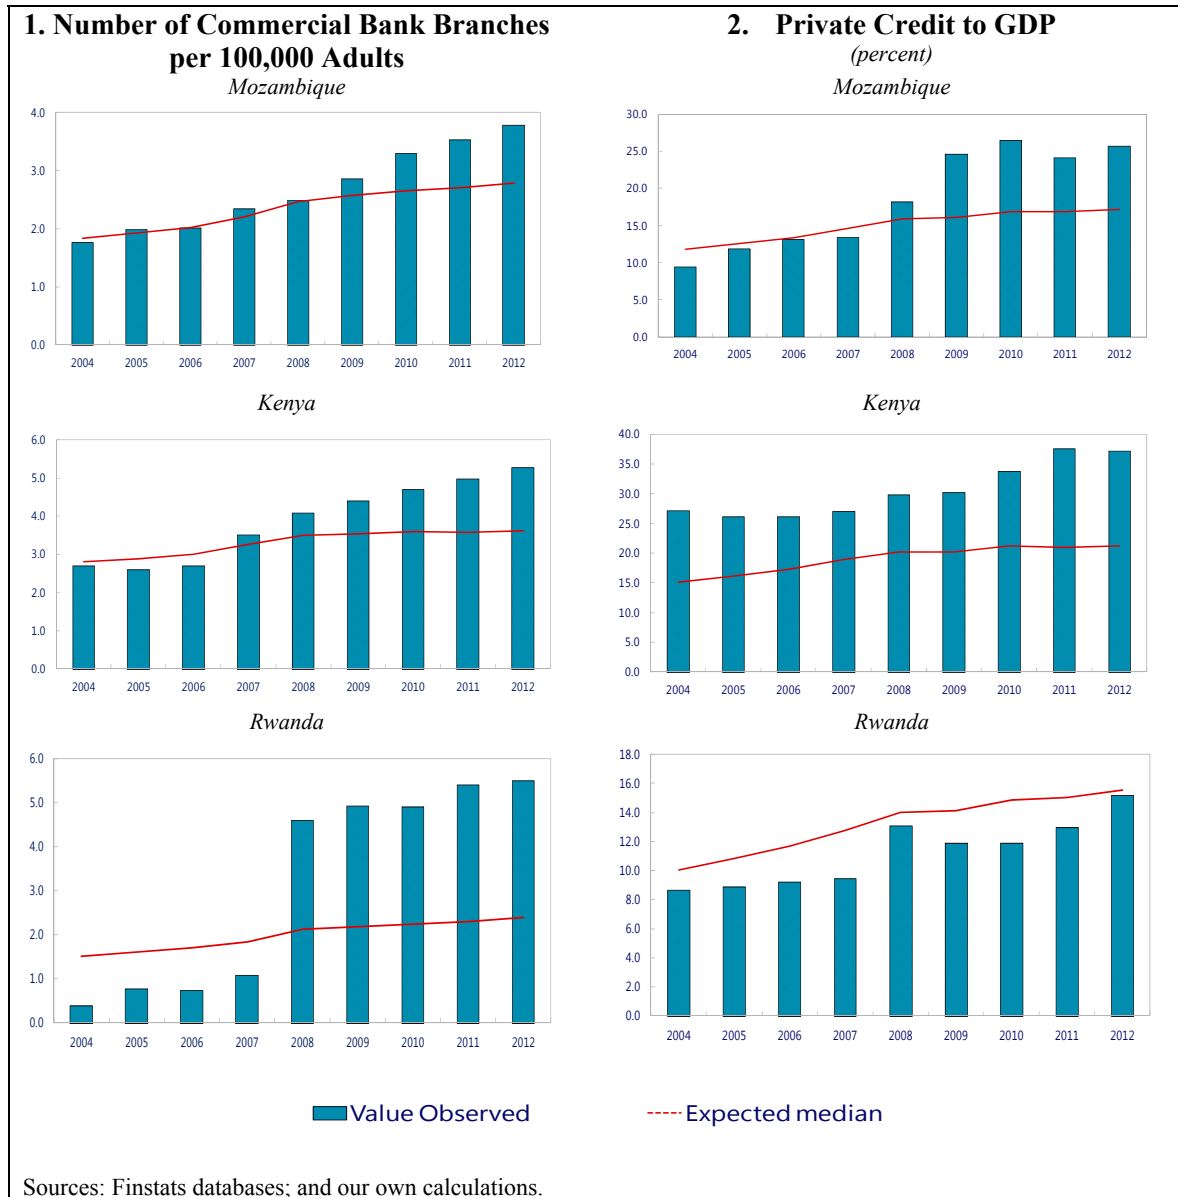 1. Number of Commercial Bank Branches
per 100,000 Adults
Mozambique
4.0
3.0
2.0
1.0
0.0
2004 2005 2006 2007 2008 2009 2010 2011 2012
Kenya
6.0
5.0
4.0
3.0
2.0
1.0
0.0
2004 2005 2006 2007 2008 2009 2010 2011 2012
Rwanda
6.0
5.0
4.0
3.0
2.0
1.0
0.0
2004 2005 2006 2007 2008 2009 2010 2011 2012
2. Private Credit to GDP
(percent)
Mozambique
30.0
25.0
20.0
15.0
10.0
5.0
0.0
2004 2005 2006 2007 2008 2009 2010 2011 2012
Kenya
40.0
35.0
30.0
25.0
20.0
15.0
10.0
5.0
0.0
2004 2005 2006 2007 2008 2009 2010 2011 2012
Rwanda
18.0
16.0
14.0
12.0
10.0
8.0
6.0
4.0
2.0
0.0
2004 2005 2006 2007 2008 2009 2010 2011 2012
Value Observed
Expected median
Sources: Finstats databases; and our own calculations.